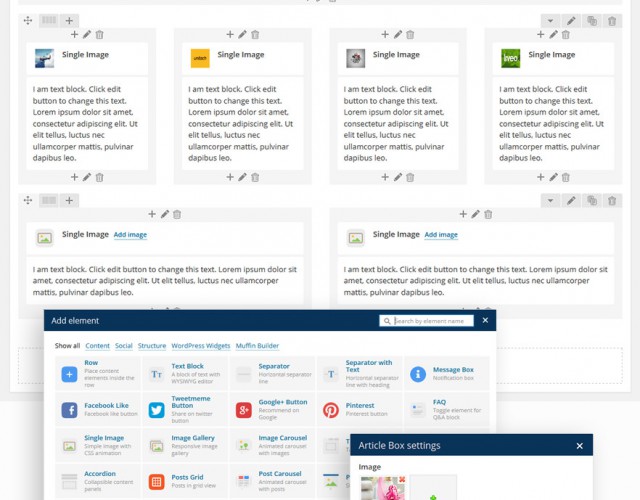 Single Image
Single Image
Single Image
Single Image
I am text block. Click edit
button to change this text.
Lorem ipsum dolor sit amet,
consectetur adipiscing elit. Ut
elit tellus, luctus nec
ullamcorper mattis, pulvinar
dapibus leo.
I am text block. Click edit
button to change this text.
Lorem ipsum dolor sit amet,
consectetur adipiscing elit. Ut
elit tellus, luctus nec
ullamcorper mattis, pulvinar
dapibus leo.
I am text block. Click edit
button to change this text.
Lorem ipsum dolor sit amet,
consectetur adipiscing elit. Ut
elit tellus, luctus nec
ullamcorper mattis, pulvinar
dapibus leo.
I am text block. Click edit
button to change this text.
Lorem ipsum dolor sit amet,
consectetur adipiscing elit. Ut
elit tellus, luctus nec
ullamcorper mattis, pulvinar
dapibus leo.
Single Image Add image
Single Image Add image
I am text block. Click edit button to change this text. Lorem ipsum dolor sit
amet, consectetur adipiscing elit. Ut elit tellus, luctus nec ullamcorper
mattis, pulvinar dapibus leo.
I am text block. Click edit button to change this text. Lorem ipsum dolor sit
amet, consectetur adipiscing elit. Ut elit tellus, luctus nec ullamcorper
mattis, pulvinar dapibus leo.
Add element
Search by element name
Show all Content Social Structure WordPress Widgets Muffin Builder
Row
Place content
elements inside the
row
Text Block
A block of text with
WYSIWYG editor
Separator
Horizontal separator
line
Separator with
Text
Horizontal separator
line with heading
Message Box
Notification box
Facebook Like
Facebook like button
Tweetmeme
Button
Share on twitter
button
Google+ Button
Recommend on
Google
Pinterest
Pinterest button
FAQ
Toggle element for
Q&A block
Single Image
Simple image with
CSS animation
Image Gallery
Responsive image
gallery
Image Carousel
Animated carousel
with images
Accordion
Collapsible content
panels
Posts Grid
Posts in grid view
Post Carousel
Animated carousel
with posts
Article Box settings
Image